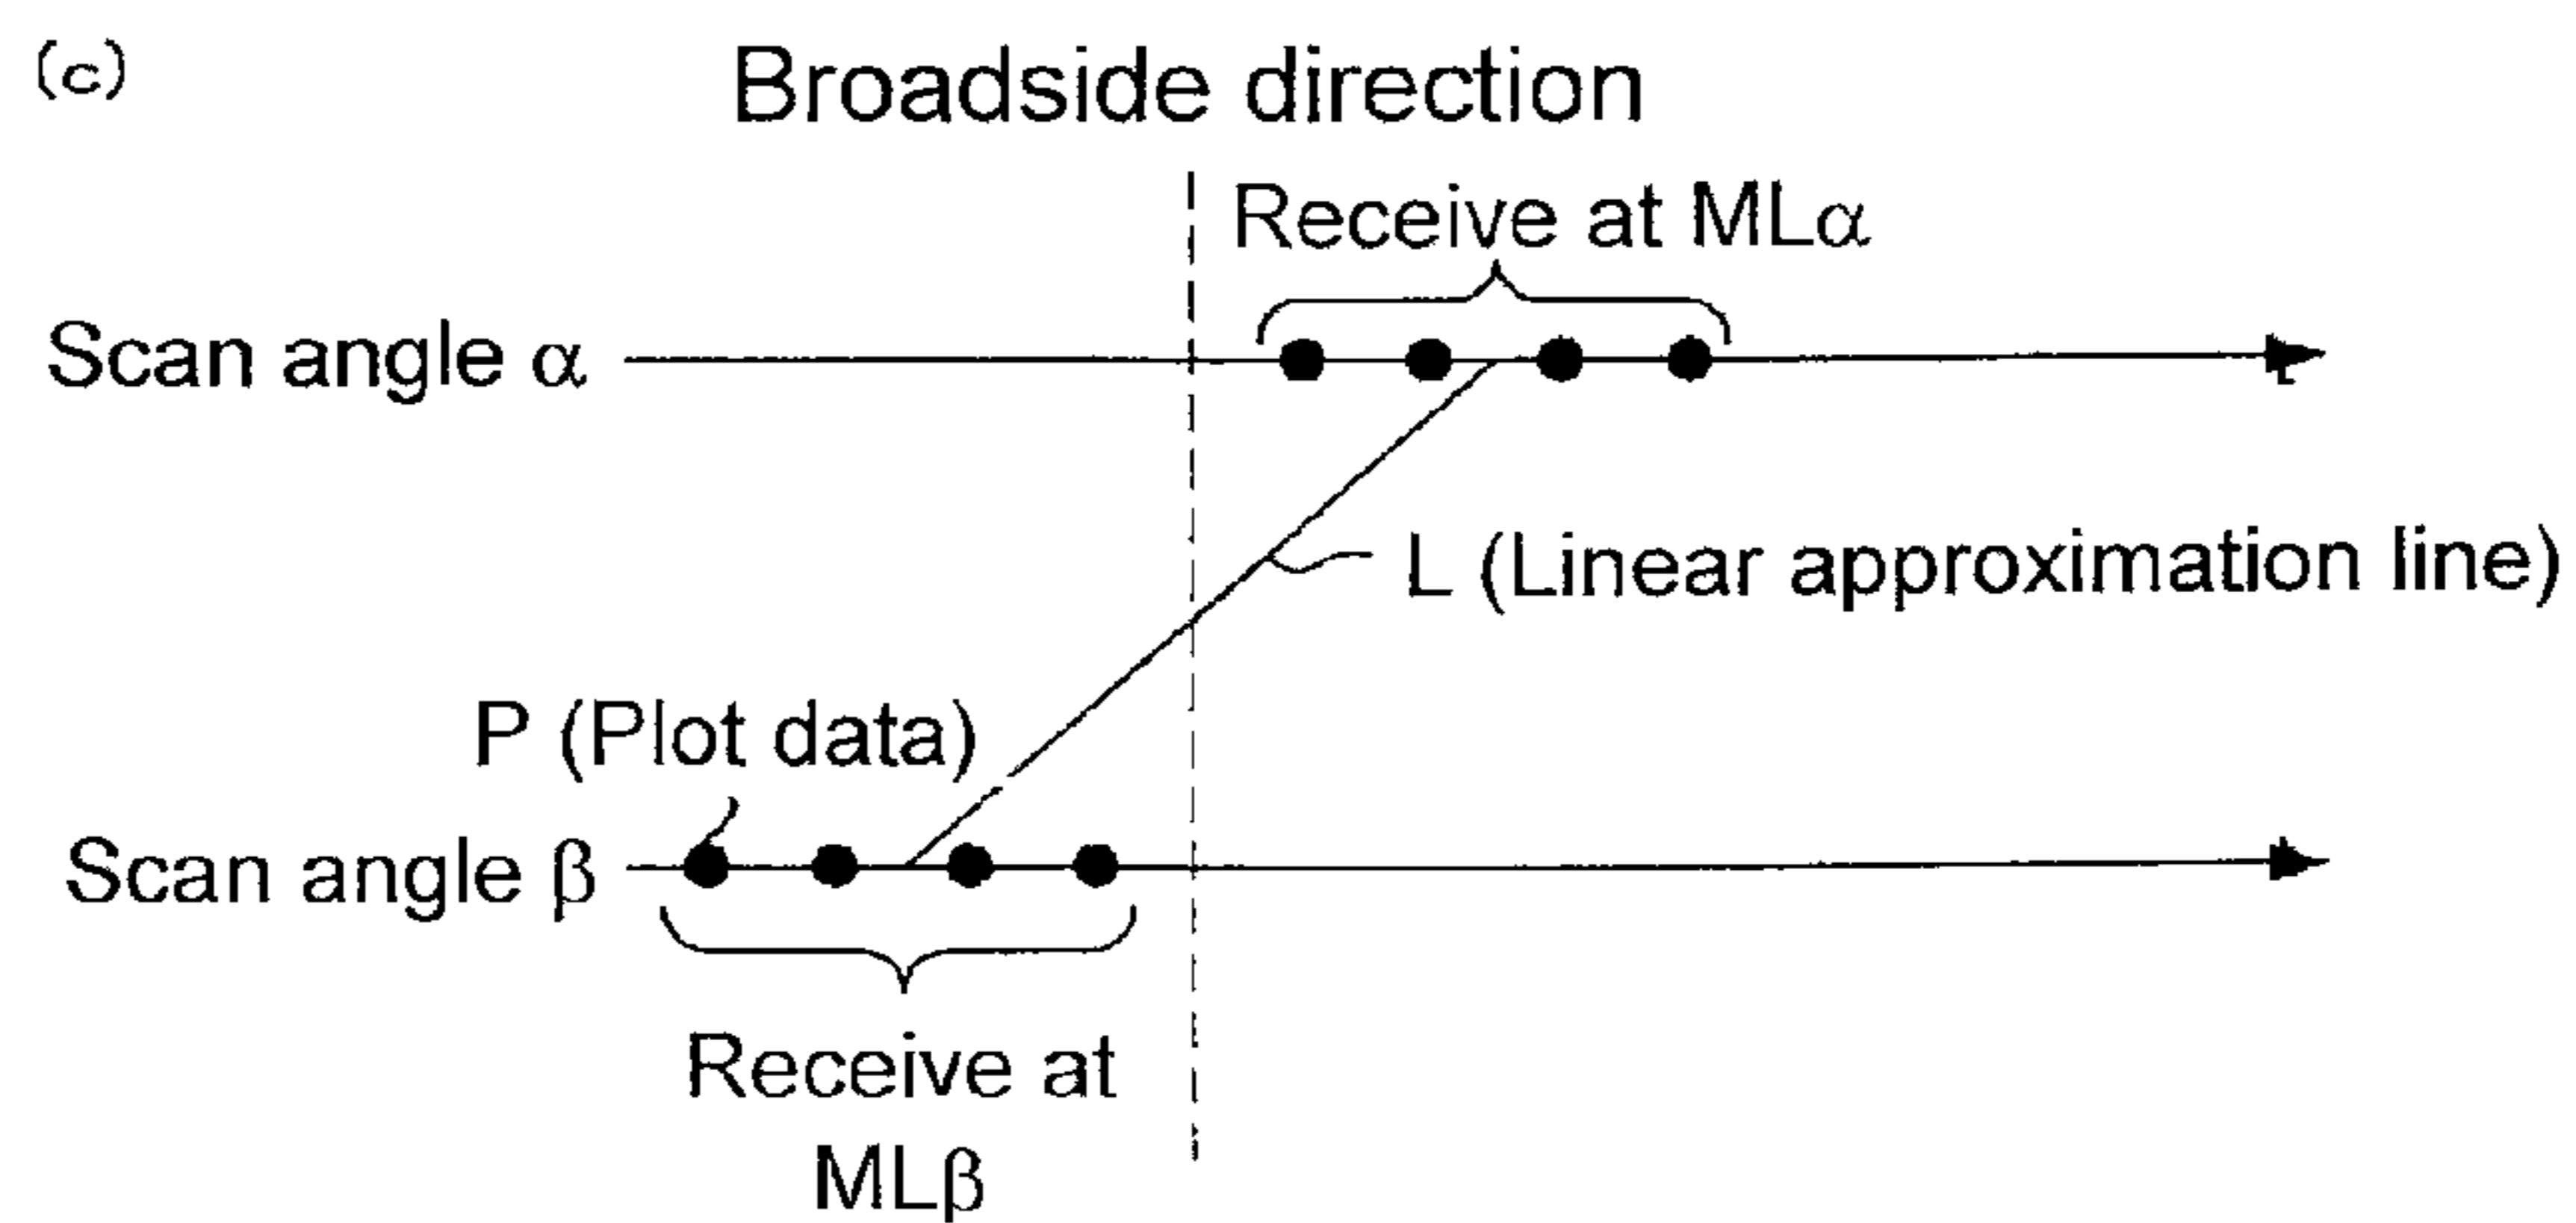 (c)
Broadside direction
Receive at MLα
Scan angle α
L (Linear approximation line)
P (Plot data)
Scan angle β
Receive at
MLβ